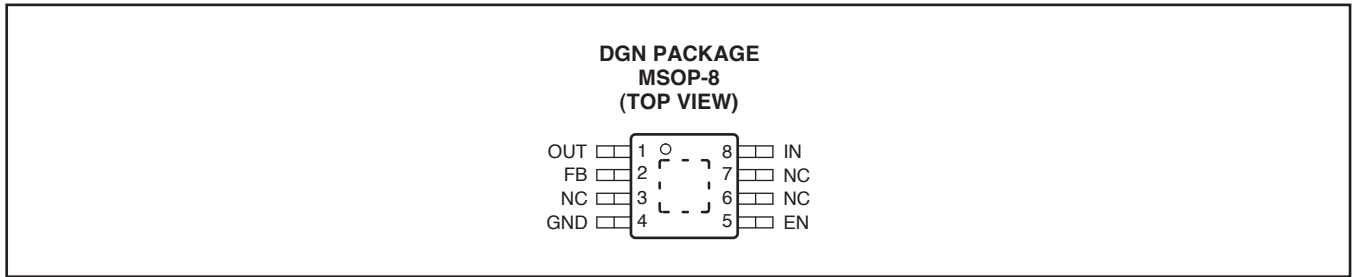 DGN PACKAGE
MSOP-8
(TOP VIEW)
OUT 1 8 IN
FB 2 7 NC
NC 3 6 NC
GND 4 5 EN